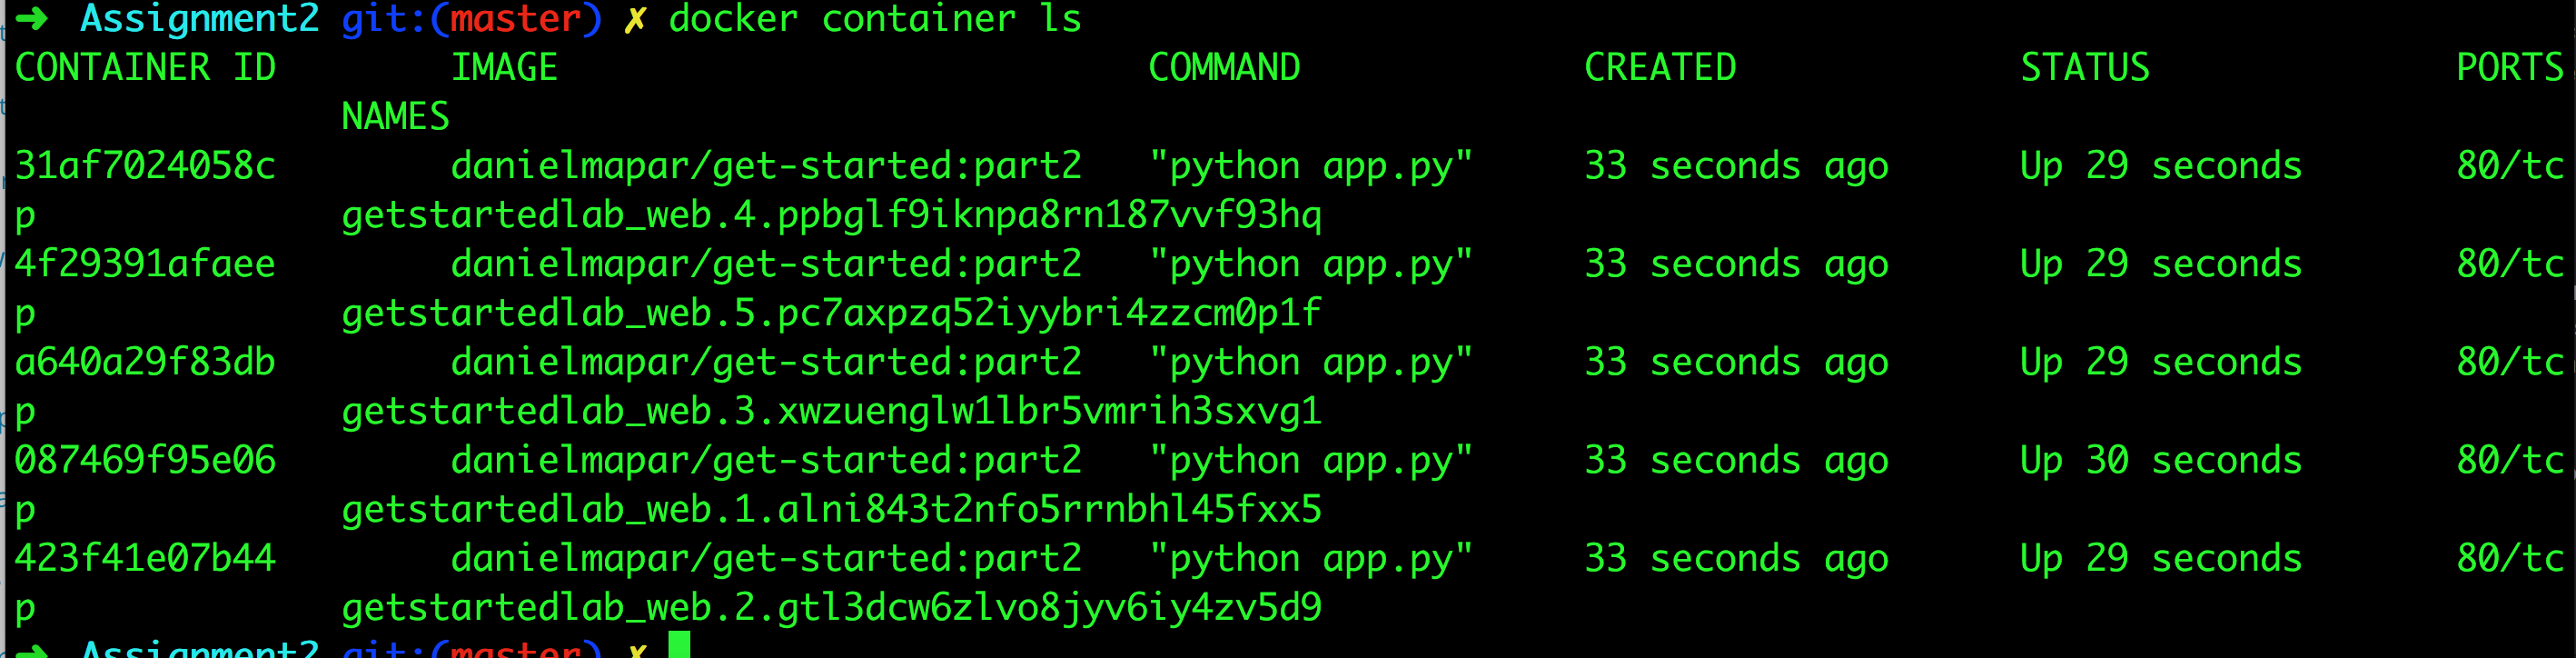 ➜  Assignment2 git:(master) ✗ docker container ls
CONTAINER ID        IMAGE                           COMMAND             CREATED             STATUS              PORTS
               NAMES
31af7024058c        danielmapar/get-started:part2   "python app.py"     33 seconds ago      Up 29 seconds       80/tc
p              getstartedlab_web.4.ppbglf9iknpa8rn187vvf93hq
4f29391afaee        danielmapar/get-started:part2   "python app.py"     33 seconds ago      Up 29 seconds       80/tc
p              getstartedlab_web.5.pc7axpzq52iyybri4zzcm0p1f
a640a29f83db        danielmapar/get-started:part2   "python app.py"     33 seconds ago      Up 29 seconds       80/tc
p              getstartedlab_web.3.xwzuenglw1lbr5vmrih3sxvg1
087469f95e06        danielmapar/get-started:part2   "python app.py"     33 seconds ago      Up 30 seconds       80/tc
p              getstartedlab_web.1.alni843t2nfo5rrnbhl45fxx5
423f41e07b44        danielmapar/get-started:part2   "python app.py"     33 seconds ago      Up 29 seconds       80/tc
p              getstartedlab_web.2.gtl3dcw6zlvo8jyv6iy4zv5d9
➜  Assignment2 git:(master) ✗